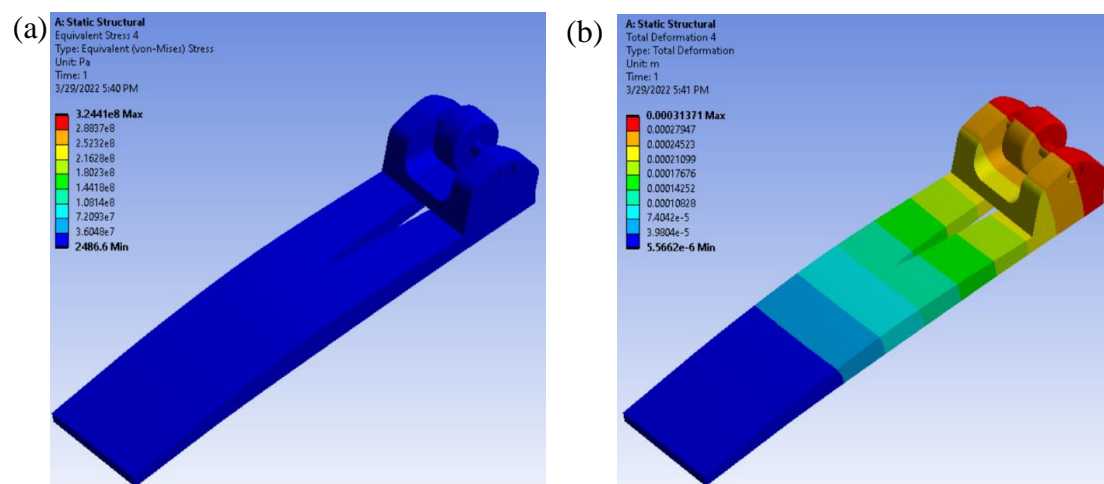 (a)
A: Static Structural
Equivalent Stress 4
Type: Equivalent (von-Mises) Stress
Unit: Pa
Time: 1
3/29/2022 5:40 PM
3.2441e8 Max
2.8837e8
2.5232e8
2.1628e8
1.8023e8
1.4418e8
1.0814e8
7.2093e7
3.6048e7
2486.6 Min
(b)
A: Static Structural
Total Deformation 4
Type: Total Deformation
Unit: m
Time: 1
3/29/2022 5:41 PM
0.00031371 Max
0.00027947
0.00024523
0.00021099
0.00017676
0.00014252
0.00010828
7.4042e-5
3.9804e-5
5.5662e-6 Min